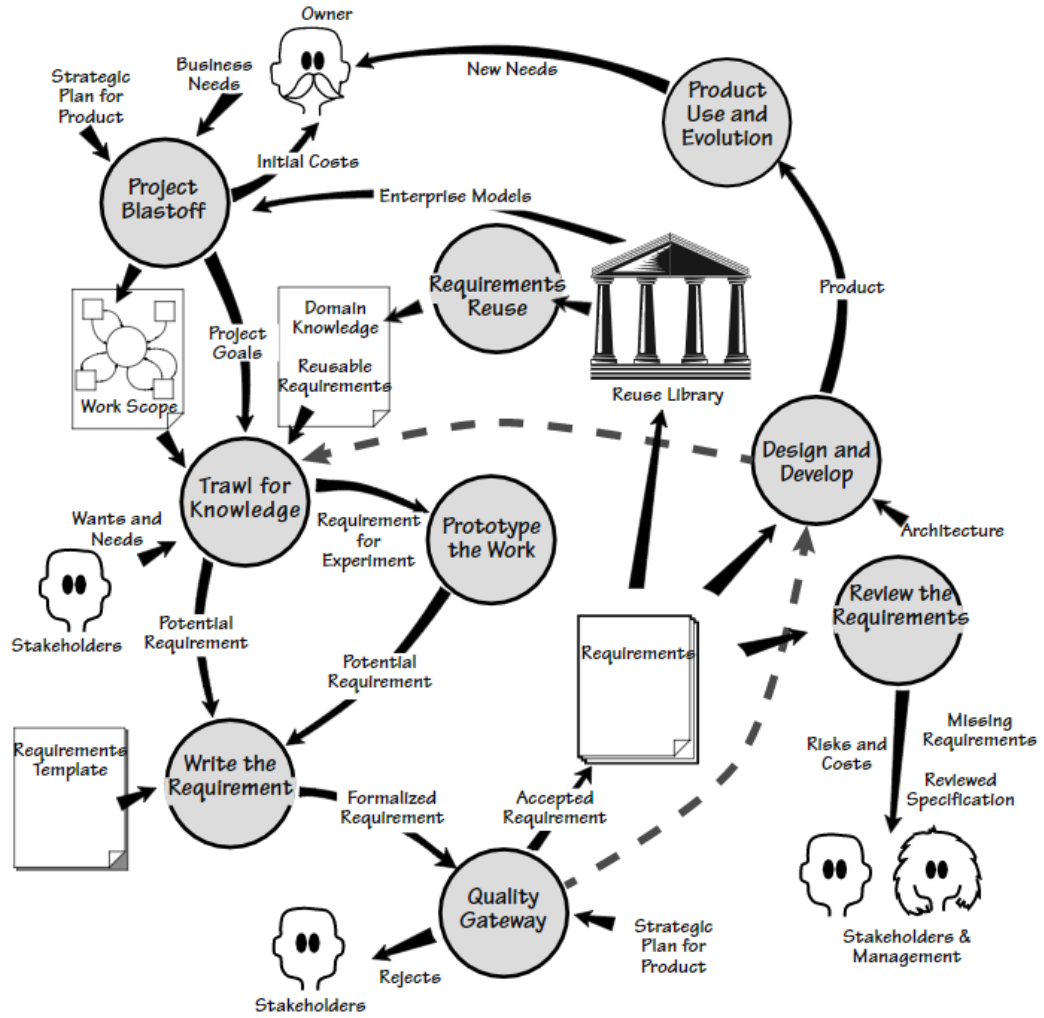 Owner
New Needs
Business
Needs
Strategic
Plan for
Product
Product
Use and
Evolution
Initial Costs
Project
Blastoff
Enterprise Models
Requirements
Reuse
Domain
Knowledge
Reusable
Requirements
Project
Goals
Work Scope
Reuse Library
Product
Design and
Develop
Trawl for
Knowledge
Requirement
for
Experiment
Prototype
the Work
Wants and
Needs
Stakeholders
Architecture
Review the
Requirements
Potential
Requirement
Potential
Requirement
Requirements
Requirements
Template
Write the
Requirement
Formalized
Requirement
Accepted
Requirement
Risks and
Costs
Missing
Requirements
Reviewed
Specification
Quality
Gateway
Strategic
Plan for
Product
Rejects
Stakeholders
Stakeholders &
Management